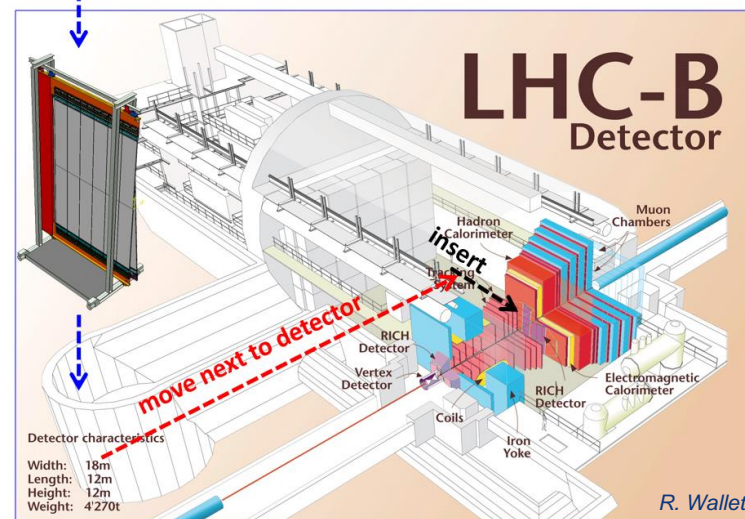 LHC-B
Detector
Muon
Chambers
Hadron
Calorimeter
insert
Tracking
System
move next to detector
RICH
Detector
Vertex
Detector
Coils
Iron
Yoke
RICH
Detector
Electromagnetic
Calorimeter
Detector characteristics
Width: 18m
Length: 12m
Height: 12m
Weight: 4'270t
R. Wallet